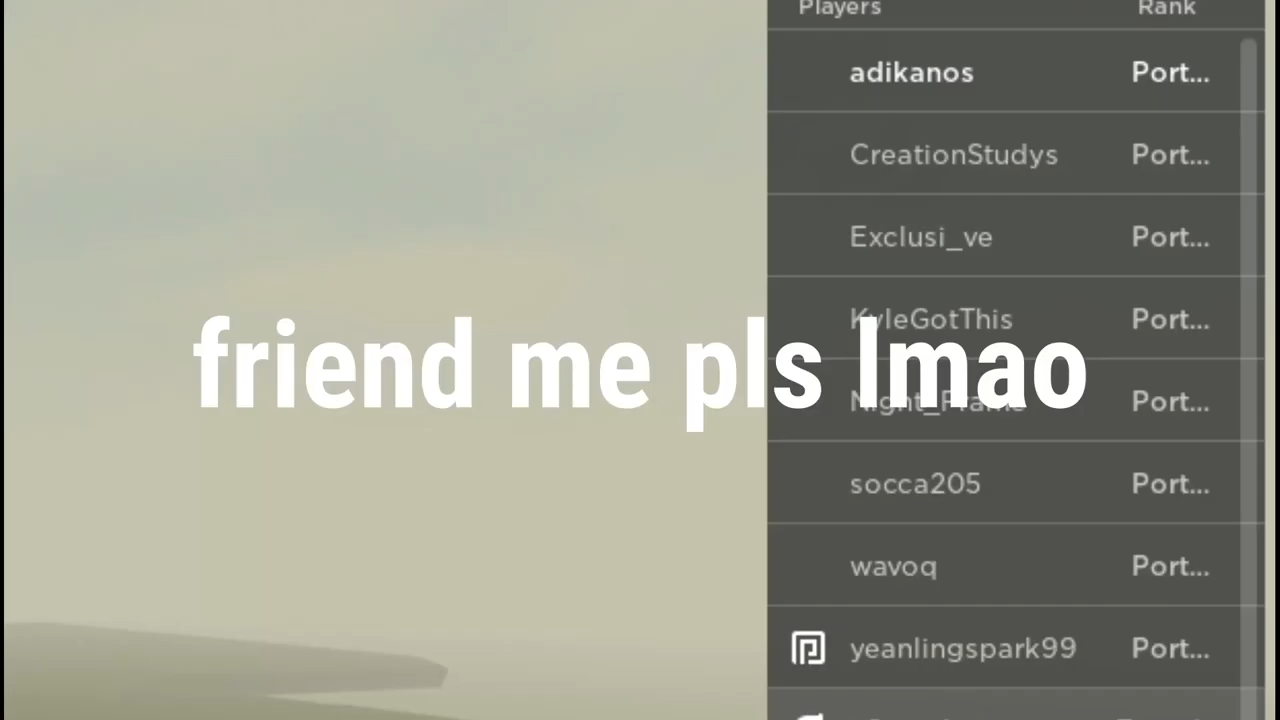 Players Rank
adikanos Port...
CreationStudys Port...
Exclusi_ve Port...
KyleGotThis Port...
friend me pls lmao
Night_Frame Port...
socca205 Port...
wavoq Port...
yeanlingspark99 Port...